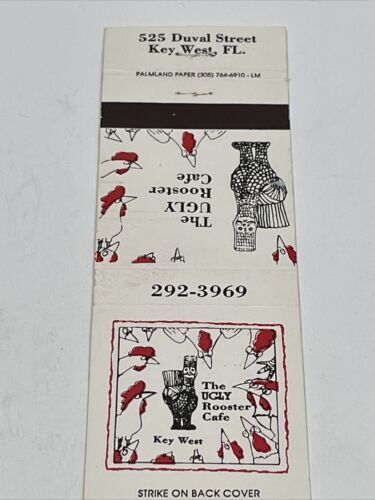 525 Duval Street
Key West, FL.
PALMLAND PAPER (305) 764-6910 - LM
The
UGLY
Rooster
Cafe
292-3969
The
UGLY
Rooster
Cafe
Key West
STRIKE ON BACK COVER